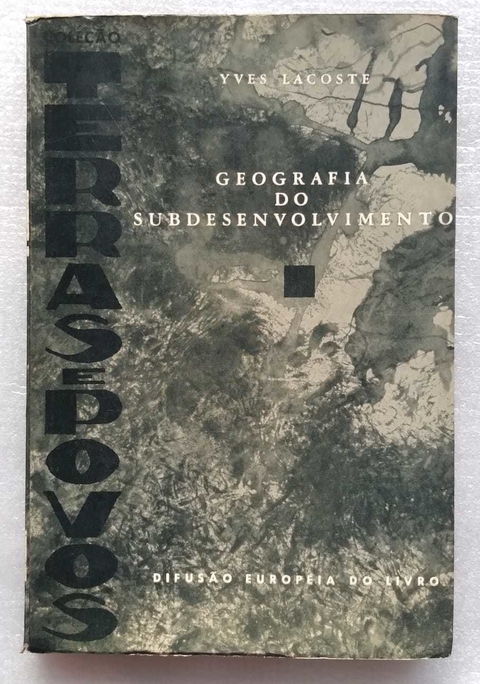 COLEÇÃO
TERRAS E POVOS
YVES LACOSTE
GEOGRAFIA
DO
SUBDESENVOLVIMENTO
DIFUSÃO EUROPÉIA DO LIVRO